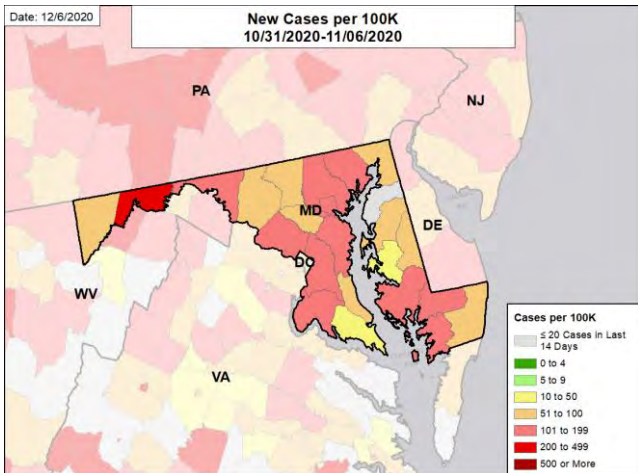 Date: 12/6/2020
New Cases per 100K
10/31/2020-11/06/2020
PA
NJ
MD
DE
DC
WV
VA
Cases per 100K
≤ 20 Cases in Last
14 Days
0 to 4
5 to 9
10 to 50
51 to 100
101 to 199
200 to 499
500 or More